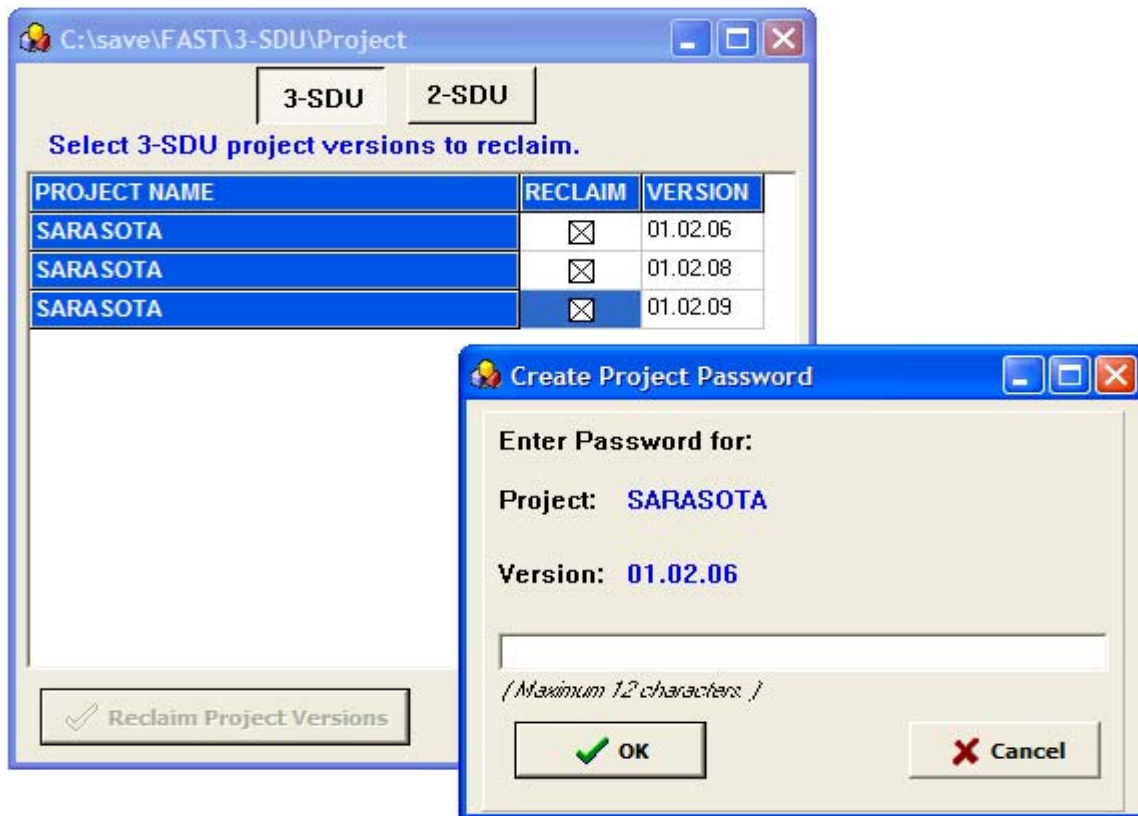 C:\save\FAST\3-SDU\Project
3-SDU 2-SDU
Select 3-SDU project versions to reclaim.
PROJECT NAME RECLAIM VERSION
SARASOTA 01.02.06
SARASOTA 01.02.08
SARASOTA 01.02.09
Reclaim Project Versions
Create Project Password
Enter Password for:
Project: SARASOTA
Version: 01.02.06
( Maximum 12 characters. )
OK Cancel